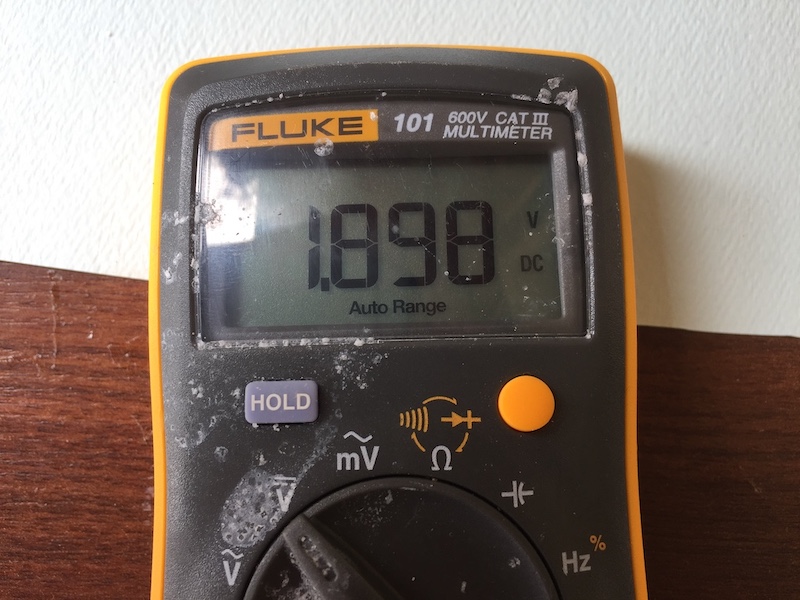 FLUKE 101 600V CAT III
MULTIMETER
1.898 V
DC
Auto Range
HOLD
mV
Ω
V
V
Hz%